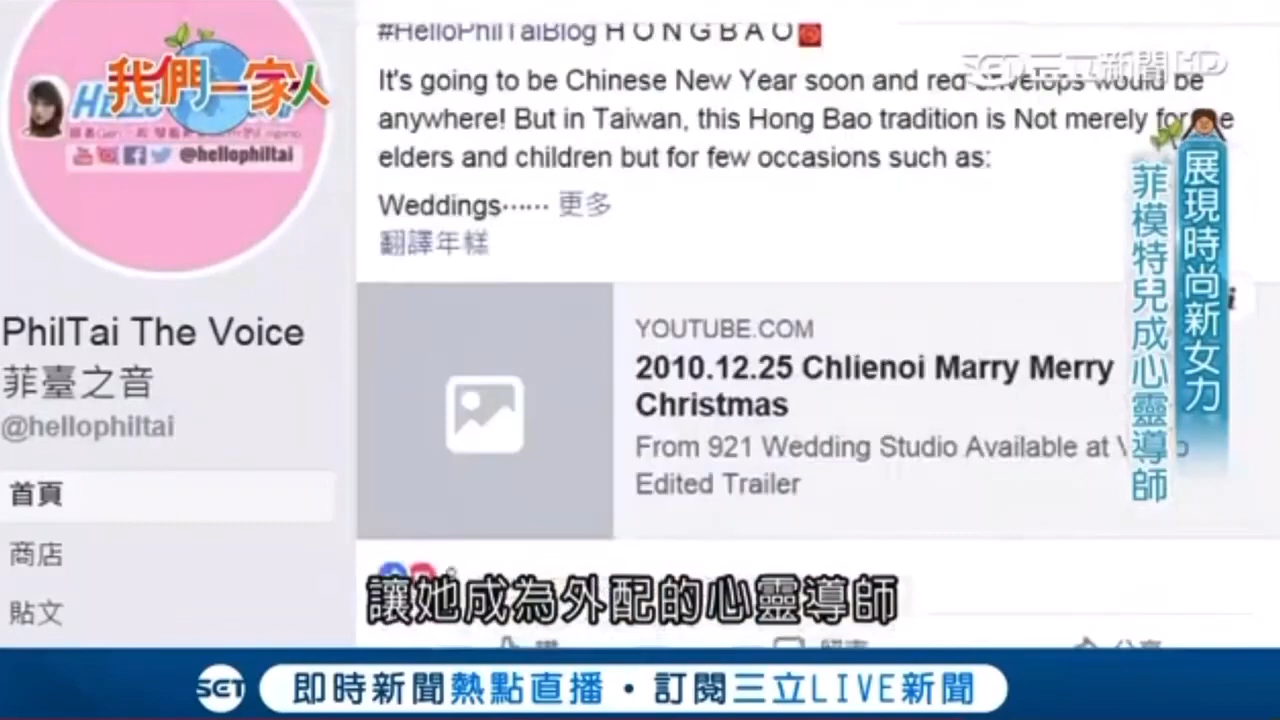 #HelloPhilTaiBlog H O N G B A O
It's going to be Chinese New Year soon and red envelops would be
anywhere! But in Taiwan, this Hong Bao tradition is Not merely for the
elders and children but for few occasions such as:
Weddings…… 更多
翻譯年糕
YOUTUBE.COM
2010.12.25 Chlienoi Marry Merry
Christmas
From 921 Wedding Studio Available at
Edited Trailer
我們一家人
@hellophiltai
PhilTai The Voice
菲臺之音
@hellophiltai
首頁
商店
貼文
SET三立新聞HD
展現時尚新女力
菲模特兒成心靈導師
讓她成為外配的心靈導師
SET 即時新聞熱點直播・訂閱三立LIVE新聞